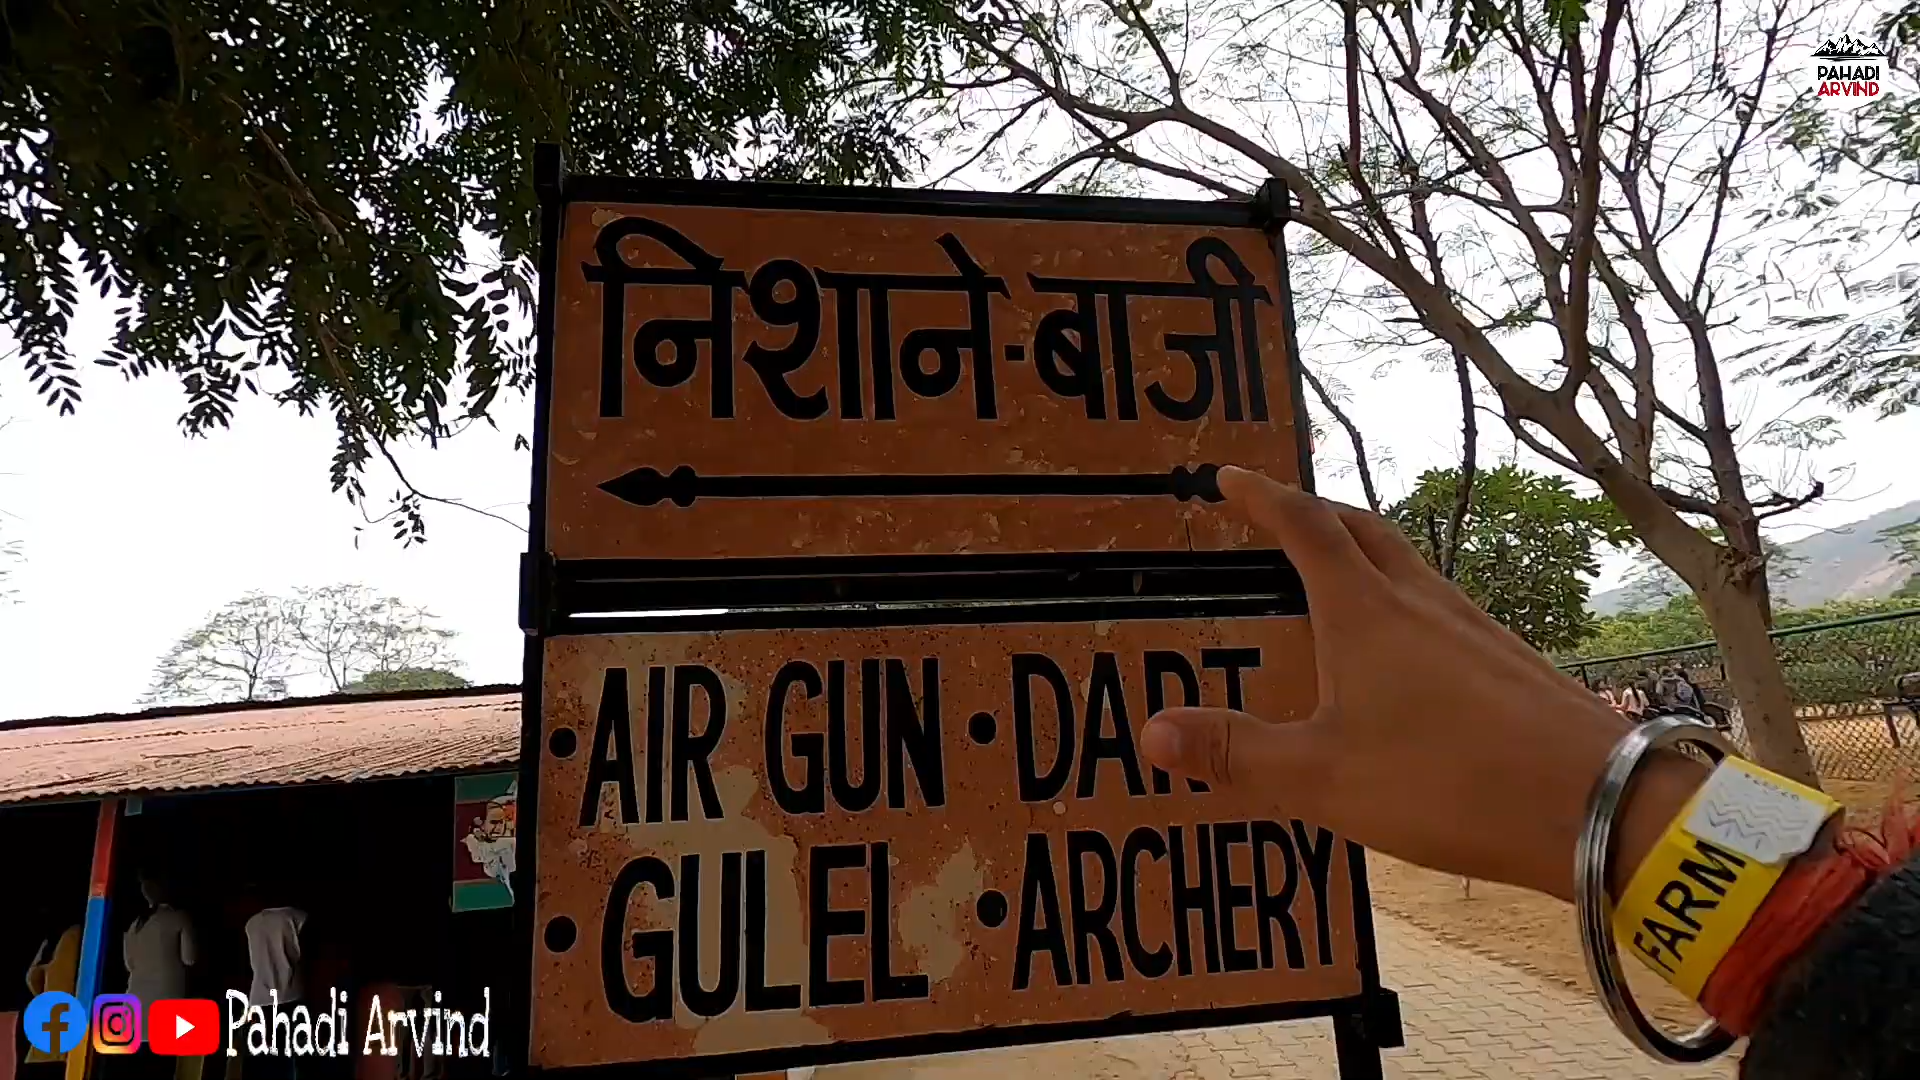 PAHADI
ARVIND
निशाने-बाजी
• AIR GUN • DART
• GULEL • ARCHERY
FARM
Pahadi Arvind